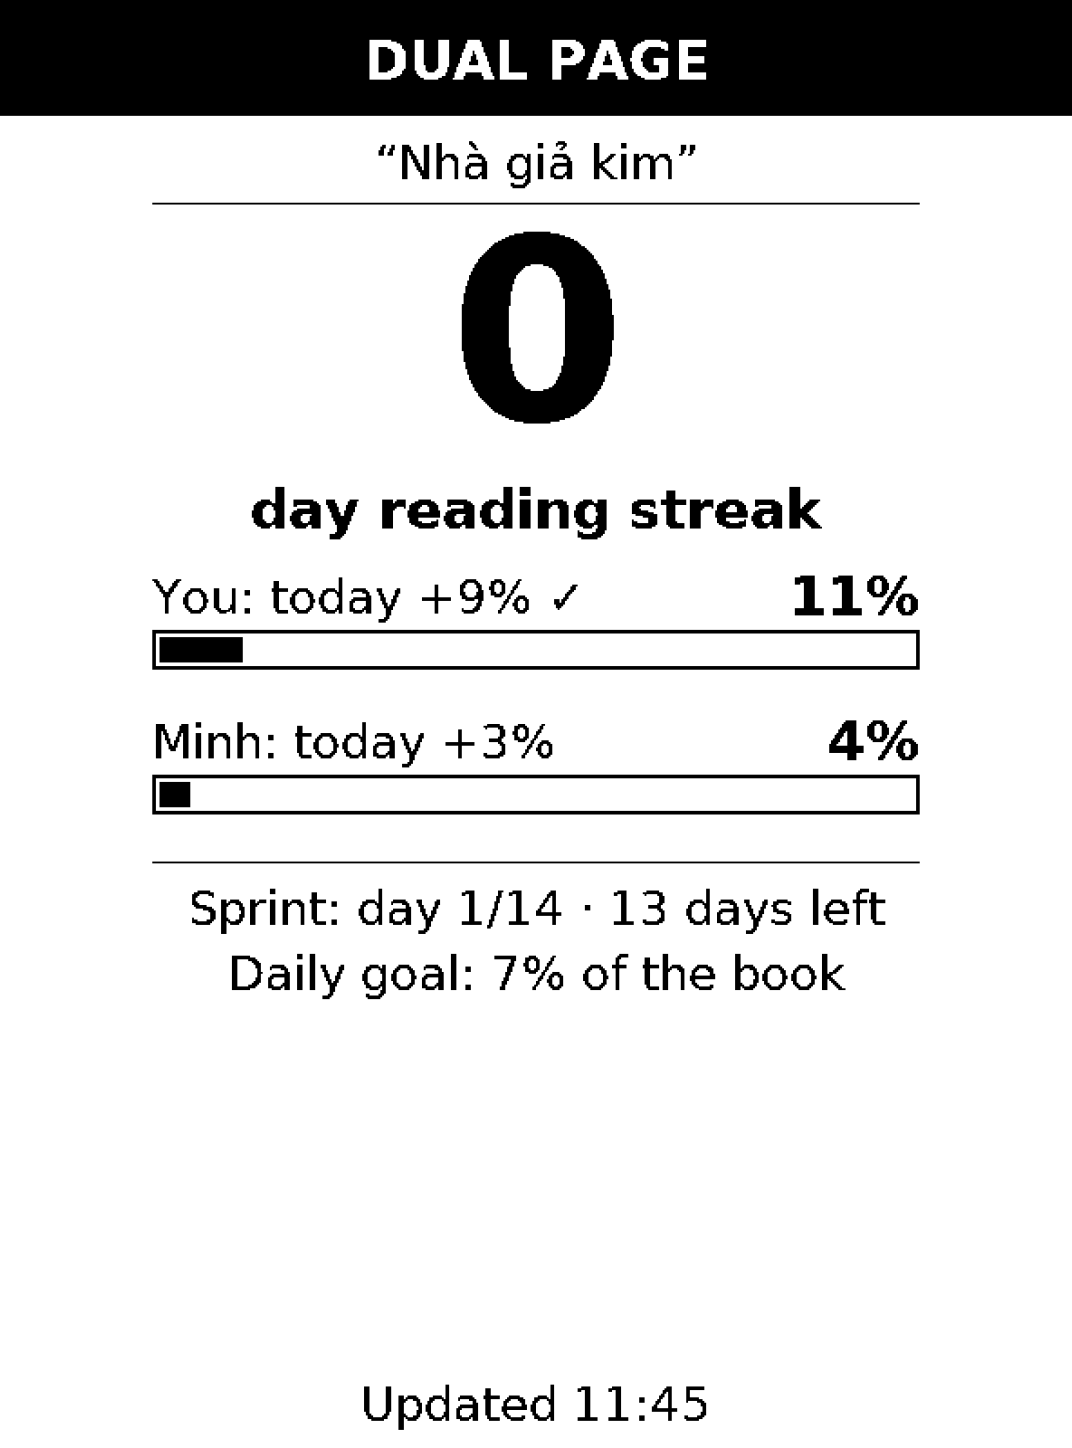 DUAL PAGE
“Nhà giả kim”
0
day reading streak
You: today +9% ✓ 11%
Minh: today +3% 4%
Sprint: day 1/14 · 13 days left
Daily goal: 7% of the book
Updated 11:45